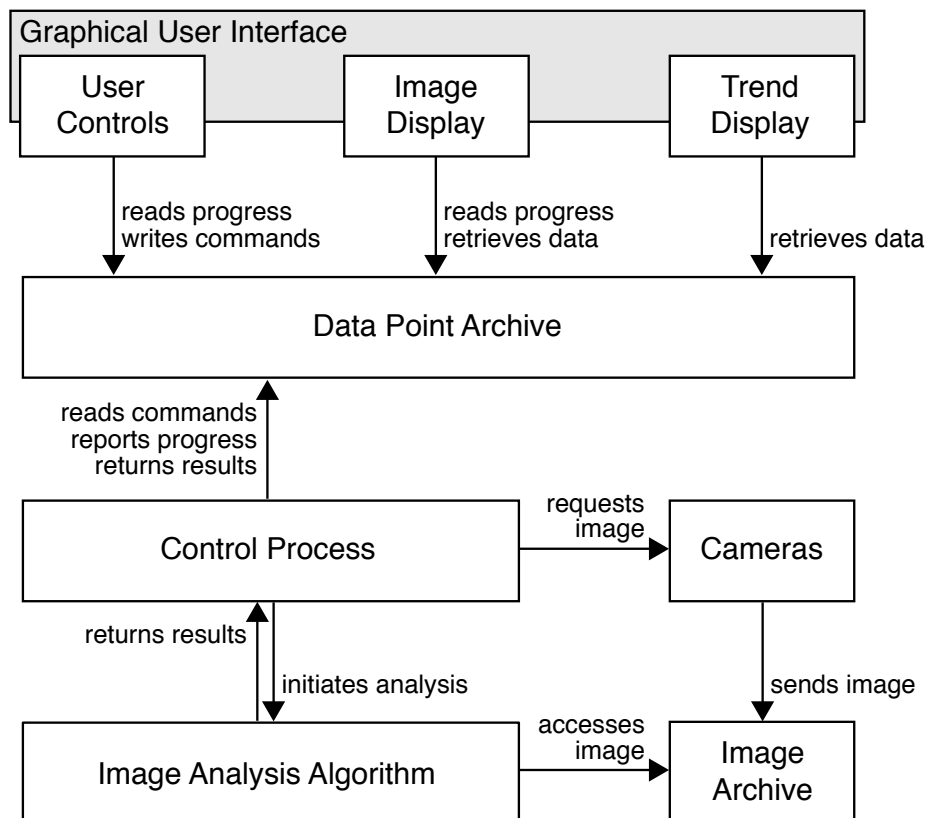 Graphical User Interface
User
Controls
Image
Display
Trend
Display
reads progress
writes commands
reads progress
retrieves data
retrieves data
Data Point Archive
reads commands
reports progress
returns results
Control Process
requests
image
Cameras
returns results
initiates analysis
sends image
Image Analysis Algorithm
accesses
image
Image
Archive